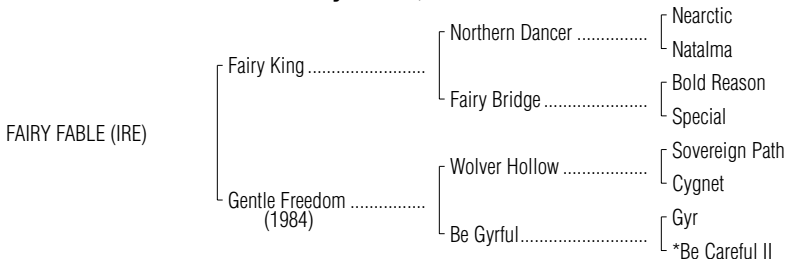 Nearctic
Northern Dancer ................
Natalma
Fairy King .........................
Bold Reason
Fairy Bridge......................
Special
FAIRY FABLE (IRE)
Sovereign Path
Wolver Hollow ..................
Cygnet
Gentle Freedom ................
(1984)
Gyr
Be Gyrful...........................
*Be Careful II